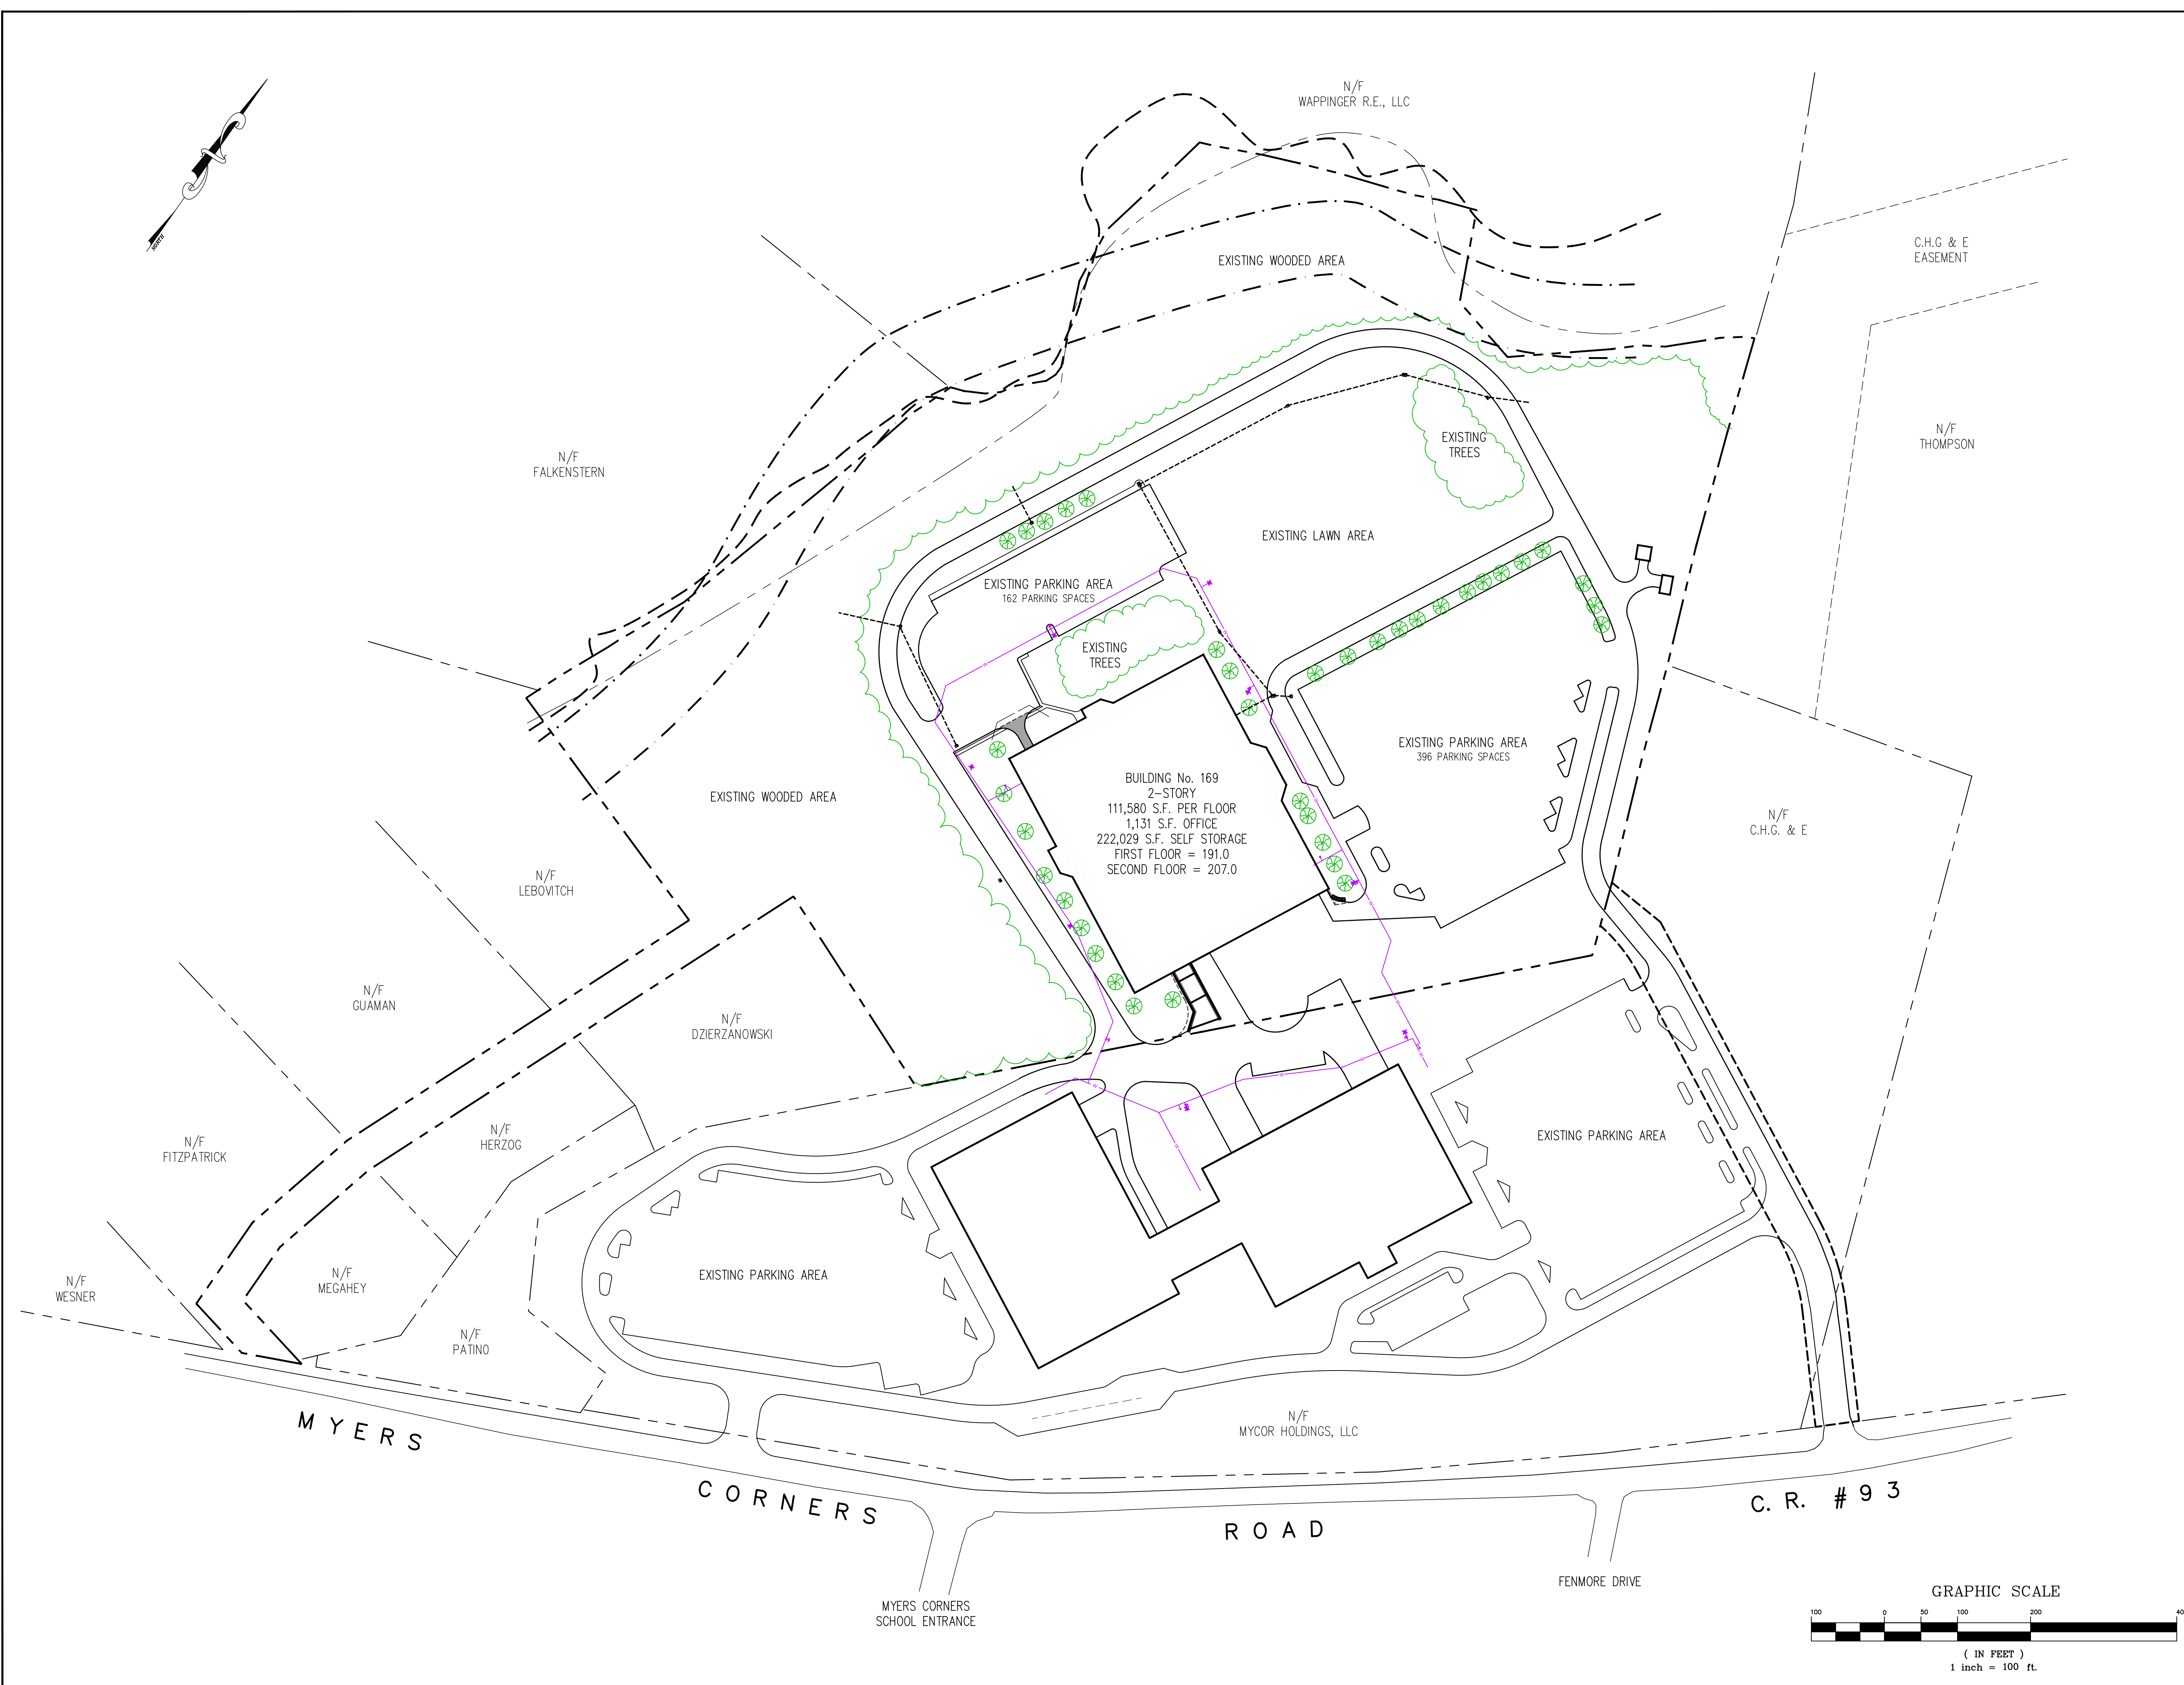 N/F
WAPPINGER R.E., LLC
NORTH
C.H.G & E
EASEMENT
EXISTING WOODED AREA
N/F
FALKENSTERN
EXISTING
TREES
N/F
THOMPSON
EXISTING LAWN AREA
EXISTING PARKING AREA
162 PARKING SPACES
EXISTING
TREES
EXISTING PARKING AREA
396 PARKING SPACES
EXISTING WOODED AREA
BUILDING No. 169
2-STORY
111,580 S.F. PER FLOOR
1,131 S.F. OFFICE
222,029 S.F. SELF STORAGE
FIRST FLOOR = 191.0
SECOND FLOOR = 207.0
N/F
C.H.G. & E
N/F
LEBOVITCH
N/F
GUAMAN
N/F
DZIERZANOWSKI
N/F
HERZOG
N/F
FITZPATRICK
EXISTING PARKING AREA
N/F
WESNER
N/F
MEGAHEY
EXISTING PARKING AREA
N/F
PATINO
N/F
MYCOR HOLDINGS, LLC
MYERS
CORNERS
ROAD
C. R. #93
FENMORE DRIVE
MYERS CORNERS
SCHOOL ENTRANCE
GRAPHIC SCALE
100 0 50 100 200 40
( IN FEET )
1 inch = 100 ft.